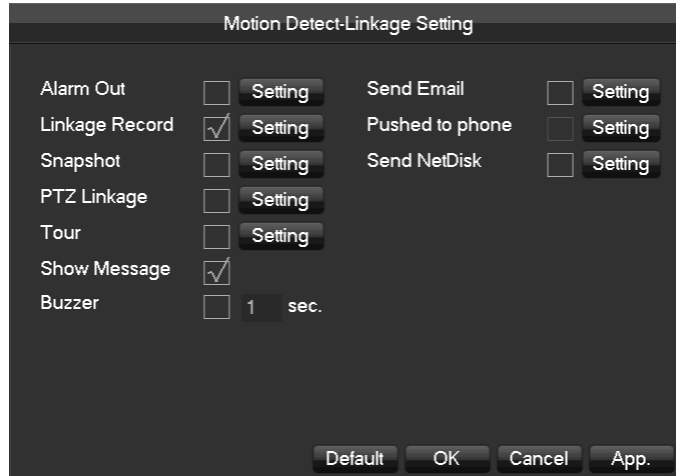 Motion Detect-Linkage Setting
Alarm Out Setting Send Email Setting
Linkage Record Setting Pushed to phone Setting
Snapshot Setting Send NetDisk Setting
PTZ Linkage Setting
Tour Setting
Show Message
Buzzer 1 sec.
Default OK Cancel App.